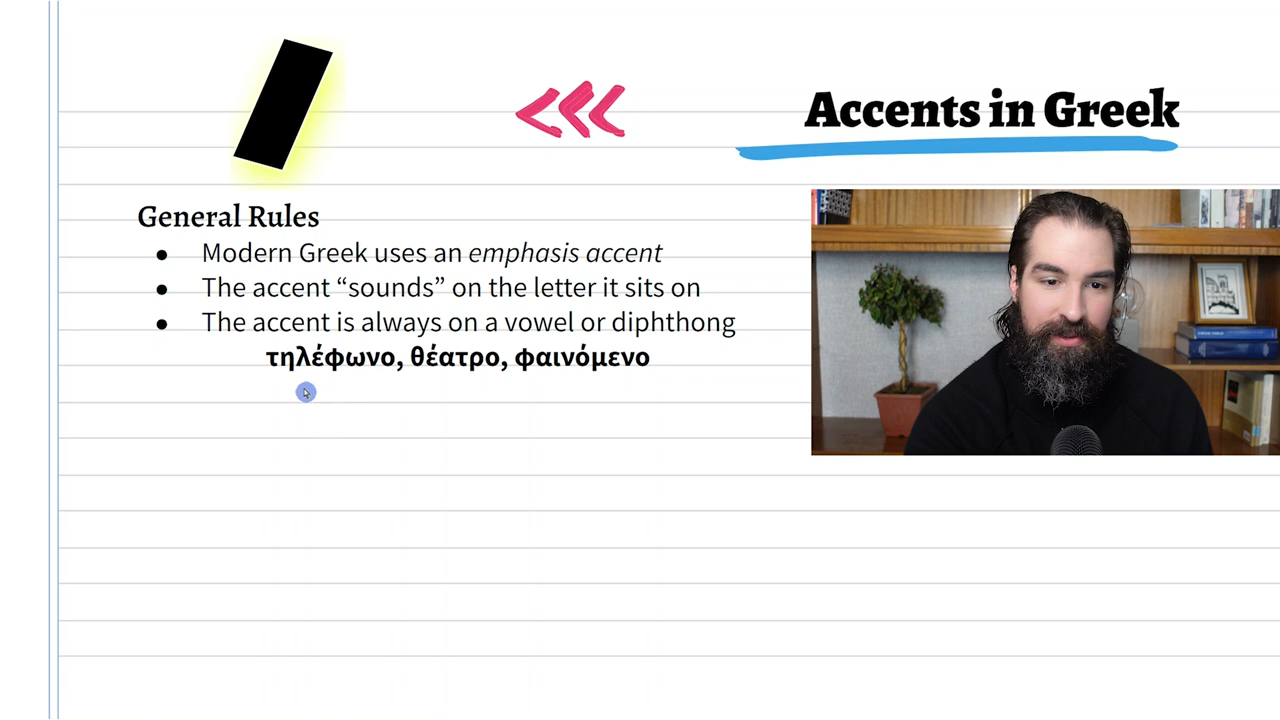 Accents in Greek
General Rules
● Modern Greek uses an emphasis accent
● The accent “sounds” on the letter it sits on
● The accent is always on a vowel or diphthong
τηλέφωνο, θέατρο, φαινόμενο